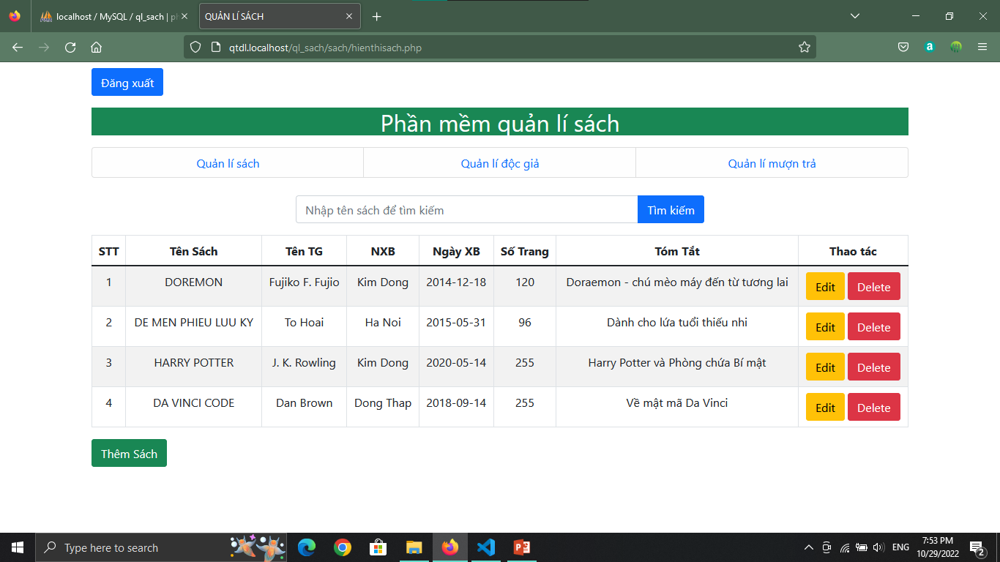 localhost / MySQL / ql_sach | p
QUẢN LÍ SÁCH
qtdl.localhost/ql_sach/sach/hienthisach.php
Đăng xuất
Phần mềm quản lí sách
Quản lí sách Quản lí độc giả Quản lí mượn trả
Nhập tên sách để tìm kiếm Tìm kiếm
STT Tên Sách Tên TG NXB Ngày XB Số Trang Tóm Tắt Thao tác
1 DOREMON Fujiko F. Fujio Kim Dong 2014-12-18 120 Doraemon - chú mèo máy đến từ tương lai Edit Delete
2 DE MEN PHIEU LUU KY To Hoai Ha Noi 2015-05-31 96 Dành cho lứa tuổi thiếu nhi Edit Delete
3 HARRY POTTER J. K. Rowling Kim Dong 2020-05-14 255 Harry Potter và Phòng chứa Bí mật Edit Delete
4 DA VINCI CODE Dan Brown Dong Thap 2018-09-14 255 Về mật mã Da Vinci Edit Delete
Thêm Sách
Type here to search
ENG
7:53 PM
10/29/2022
2